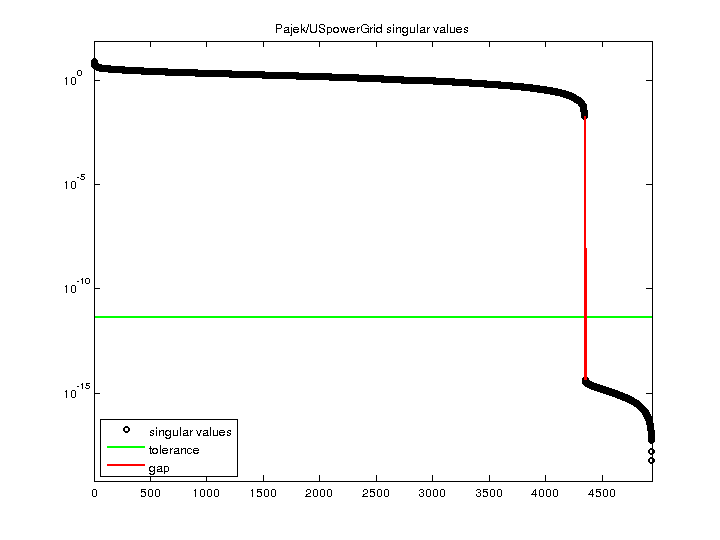 Pajek/USpowerGrid singular values
10^0
10^-5
10^-10
10^-15
singular values
tolerance
gap
0 500 1000 1500 2000 2500 3000 3500 4000 4500